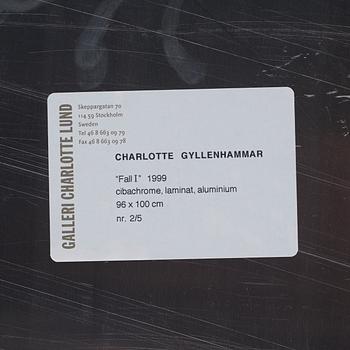 GALLERI CHARLOTTE LUND
Skeppargatan 70
114 59 Stockholm
Sweden
Tel 46 8 663 09 79
Fax 46 8 663 09 78
CHARLOTTE GYLLENHAMMAR
"Fall I" 1999
cibachrome, laminat, aluminium
96 x 100 cm
nr. 2/5